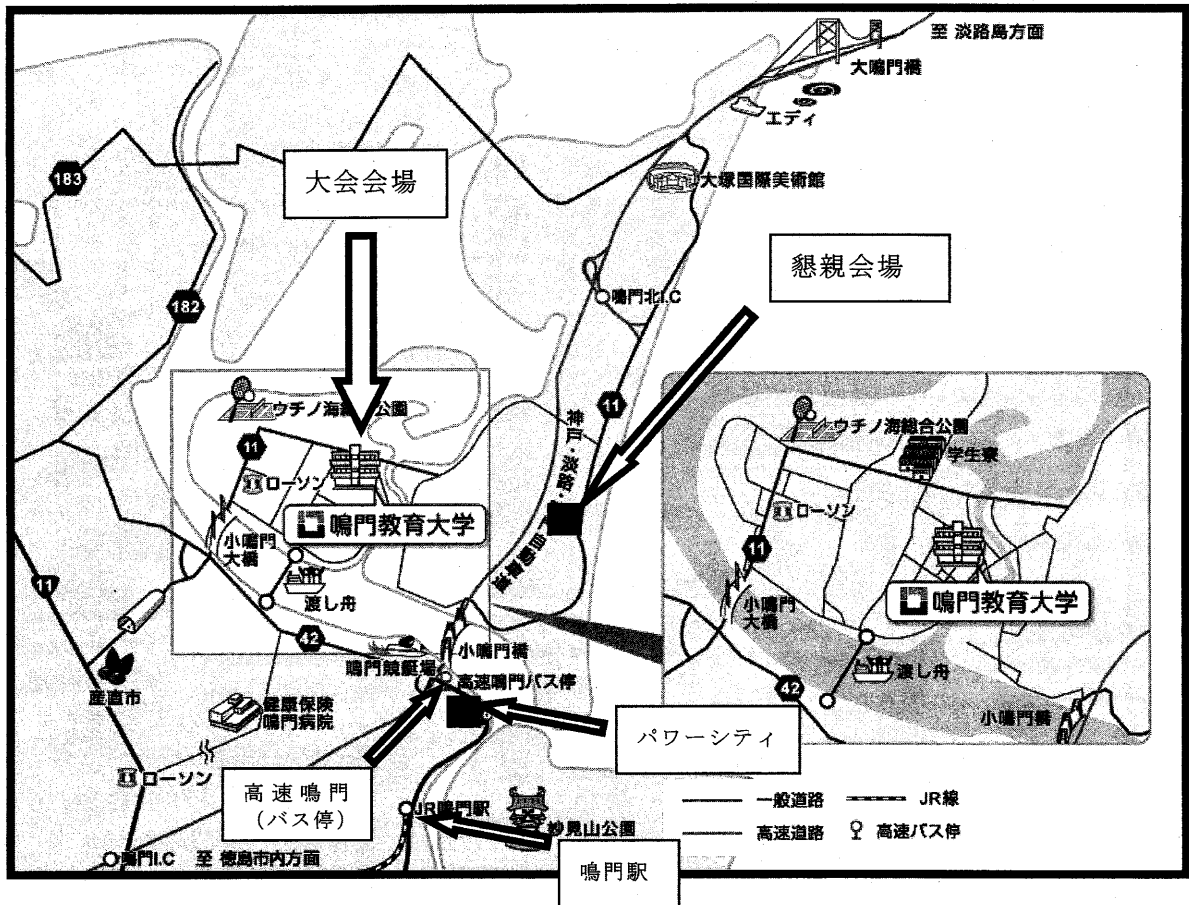 至 淡路島方面
大鳴門橋
エディ
183
大会会場
大塚国際美術館
懇親会場
182
鳴門北I.C
11
ウチノ海総
公園
11
ローソン
鳴門教育大学
小鳴門
大橋
渡し舟
11
42
鳴門競艇場
小鳴門橋
高速鳴門バス停
産直市
健康保険
鳴門病院
ローソン
パワーシティ
高速鳴門
(バス停)
JR鳴門駅
妙見山公園
鳴門駅
鳴門I.C
至 徳島市内方面
ウチノ海総合公園
学生寮
ローソン
11
鳴門教育大学
小鳴門
大橋
渡し舟
42
小鳴門橋
一般道路
JR線
高速道路
高速バス停